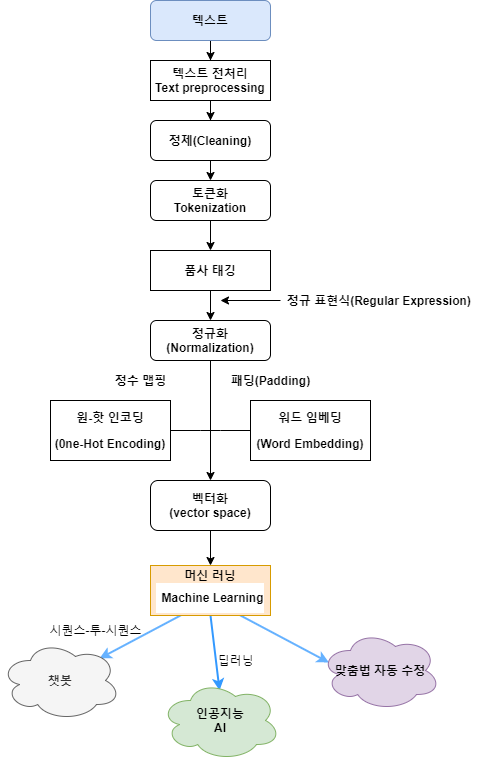 텍스트
텍스트 전처리
Text preprocessing
정제(Cleaning)
토큰화
Tokenization
품사 태깅
정규 표현식(Regular Expression)
정규화
(Normalization)
정수 맵핑
패딩(Padding)
원-핫 인코딩
(0ne-Hot Encoding)
워드 임베딩
(Word Embedding)
벡터화
(vector space)
머신 러닝
Machine Learning
시퀀스-투-시퀀스
딥러닝
챗봇
인공지능
AI
맞춤법 자동 수정